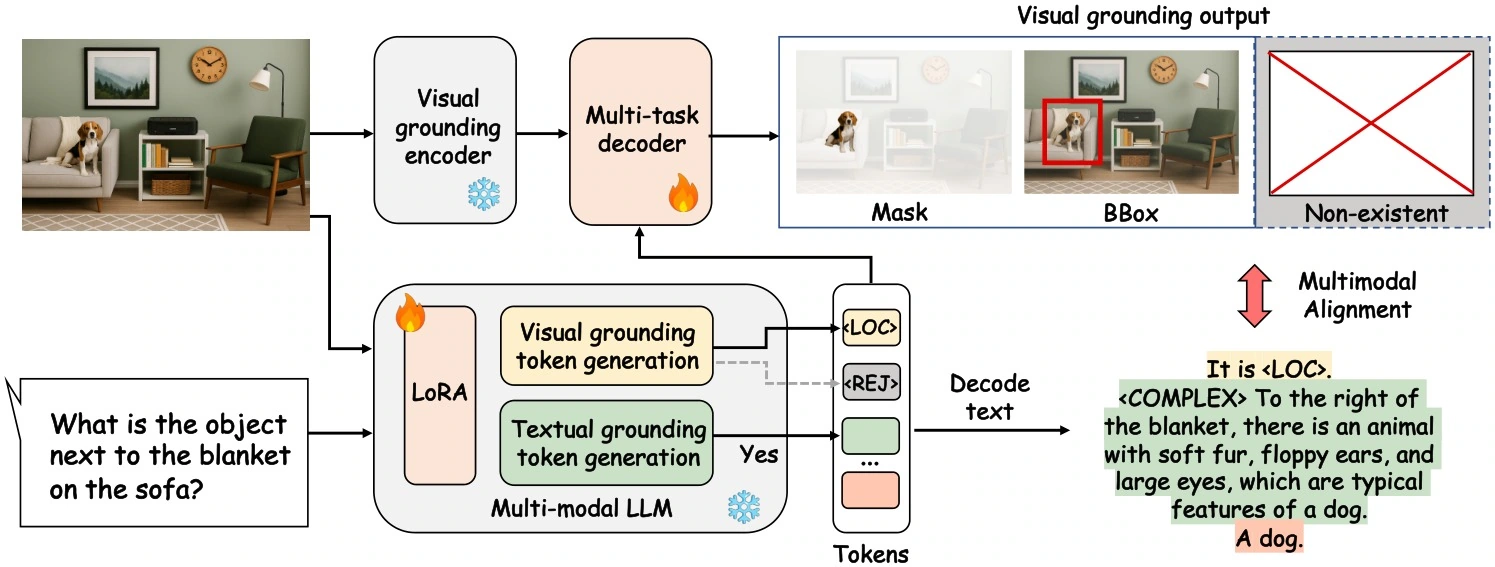 Visual grounding output
Visual
grounding
encoder
Multi-task
decoder
Mask
BBox
Non-existent
Multimodal
Alignment
LoRA
Visual grounding
token generation
Textual grounding
token generation
Yes
Multi-modal LLM
<LOC>
<REJ>
...
Tokens
Decode
text
What is the object
next to the blanket
on the sofa?
It is <LOC>.
<COMPLEX> To the right of
the blanket, there is an animal
with soft fur, floppy ears, and
large eyes, which are typical
features of a dog.
A dog.